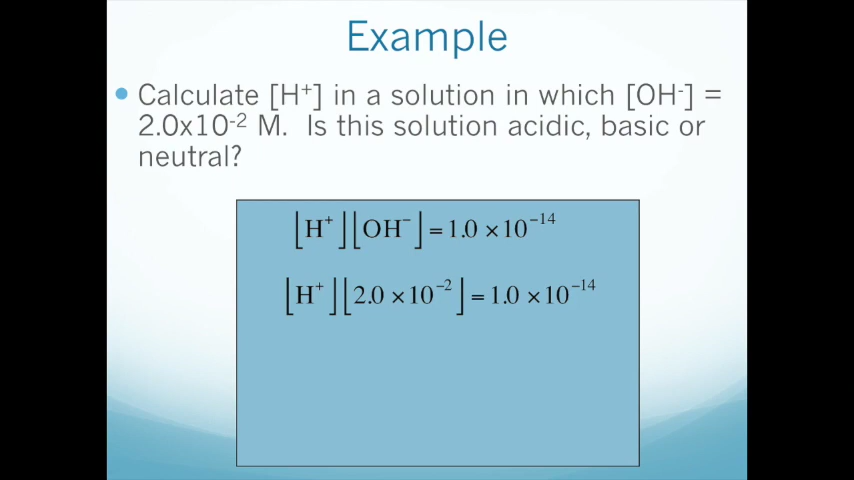 Example
• Calculate [H⁺] in a solution in which [OH⁻] =
2.0x10⁻² M. Is this solution acidic, basic or
neutral?
⌊H⁺⌋⌊OH⁻⌋ = 1.0 × 10⁻¹⁴
⌊H⁺⌋⌊2.0 × 10⁻²⌋ = 1.0 × 10⁻¹⁴